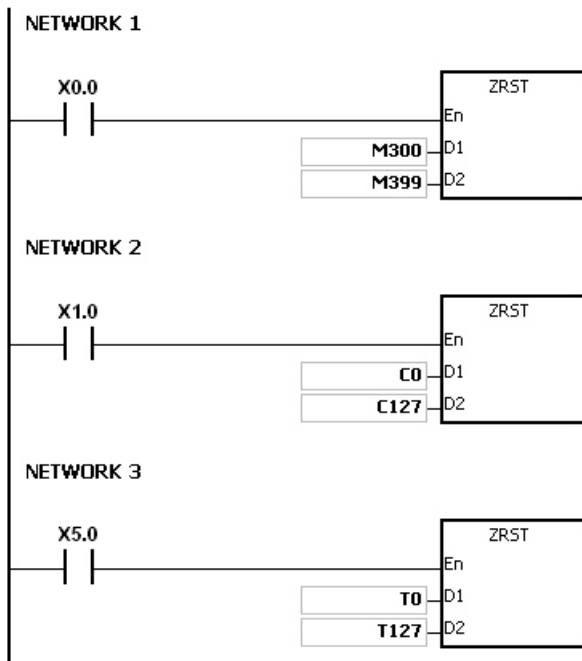 NETWORK 1
X0.0
ZRST
En
M300 D1
M399 D2
NETWORK 2
X1.0
ZRST
En
C0 D1
C127 D2
NETWORK 3
X5.0
ZRST
En
T0 D1
T127 D2